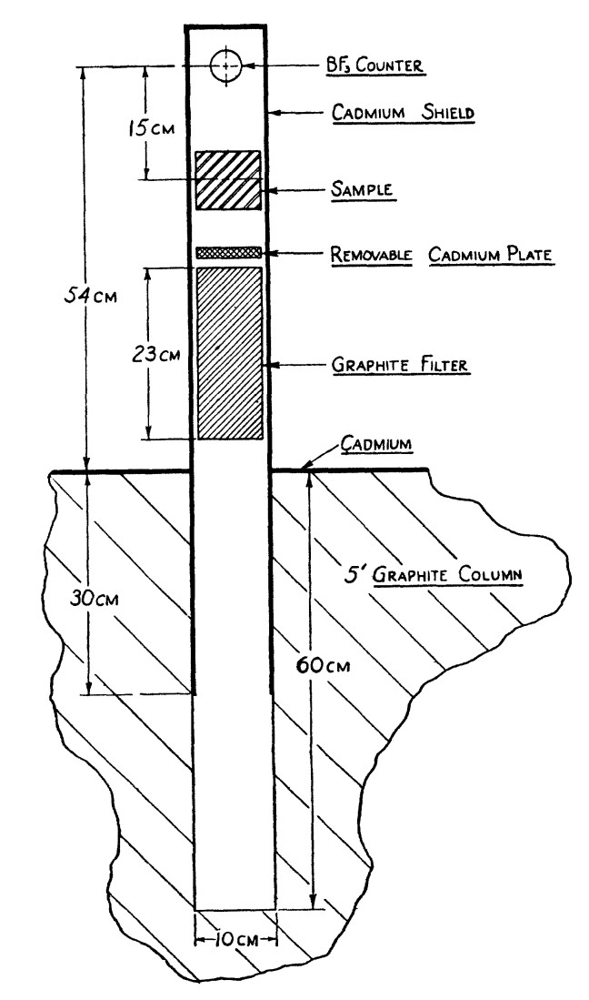 BF₃ COUNTER
CADMIUM SHIELD
15CM
SAMPLE
REMOVABLE CADMIUM PLATE
54CM
23CM
GRAPHITE FILTER
CADMIUM
5' GRAPHITE COLUMN
30CM
60CM
10CM